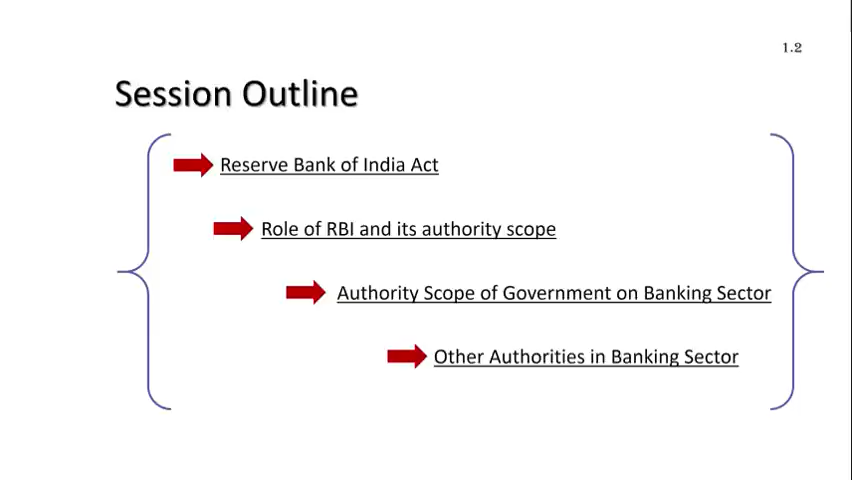 1.2
Session Outline
Reserve Bank of India Act
Role of RBI and its authority scope
Authority Scope of Government on Banking Sector
Other Authorities in Banking Sector